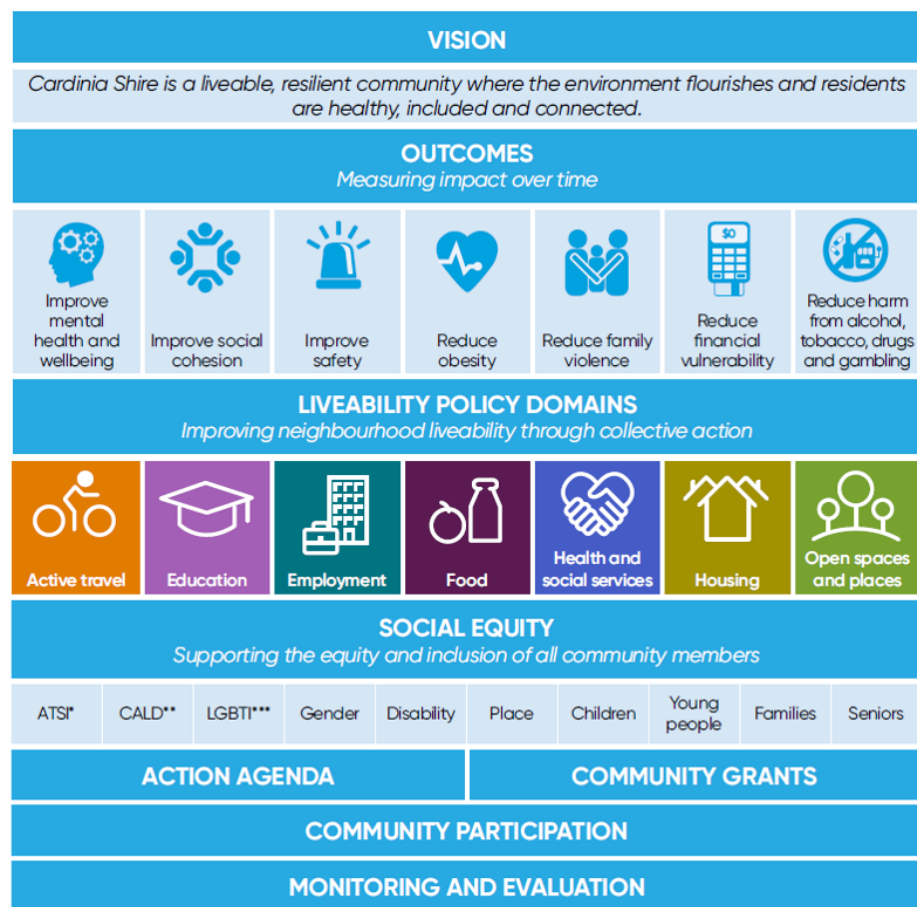 VISION
Cardinia Shire is a liveable, resilient community where the environment flourishes and residents
are healthy, included and connected.
OUTCOMES
Measuring impact over time
Improve
mental
health and
wellbeing
Improve social
cohesion
Improve
safety
Reduce
obesity
Reduce family
violence
$0
Reduce
financial
vulnerability
Reduce harm
from alcohol,
tobacco, drugs
and gambling
LIVEABILITY POLICY DOMAINS
Improving neighbourhood liveability through collective action
Active travel
Education
Employment
Food
Health and
social services
Housing
Open spaces
and places
SOCIAL EQUITY
Supporting the equity and inclusion of all community members
ATSI*
CALD**
LGBTI***
Gender
Disability
Place
Children
Young
people
Families
Seniors
ACTION AGENDA
COMMUNITY GRANTS
COMMUNITY PARTICIPATION
MONITORING AND EVALUATION